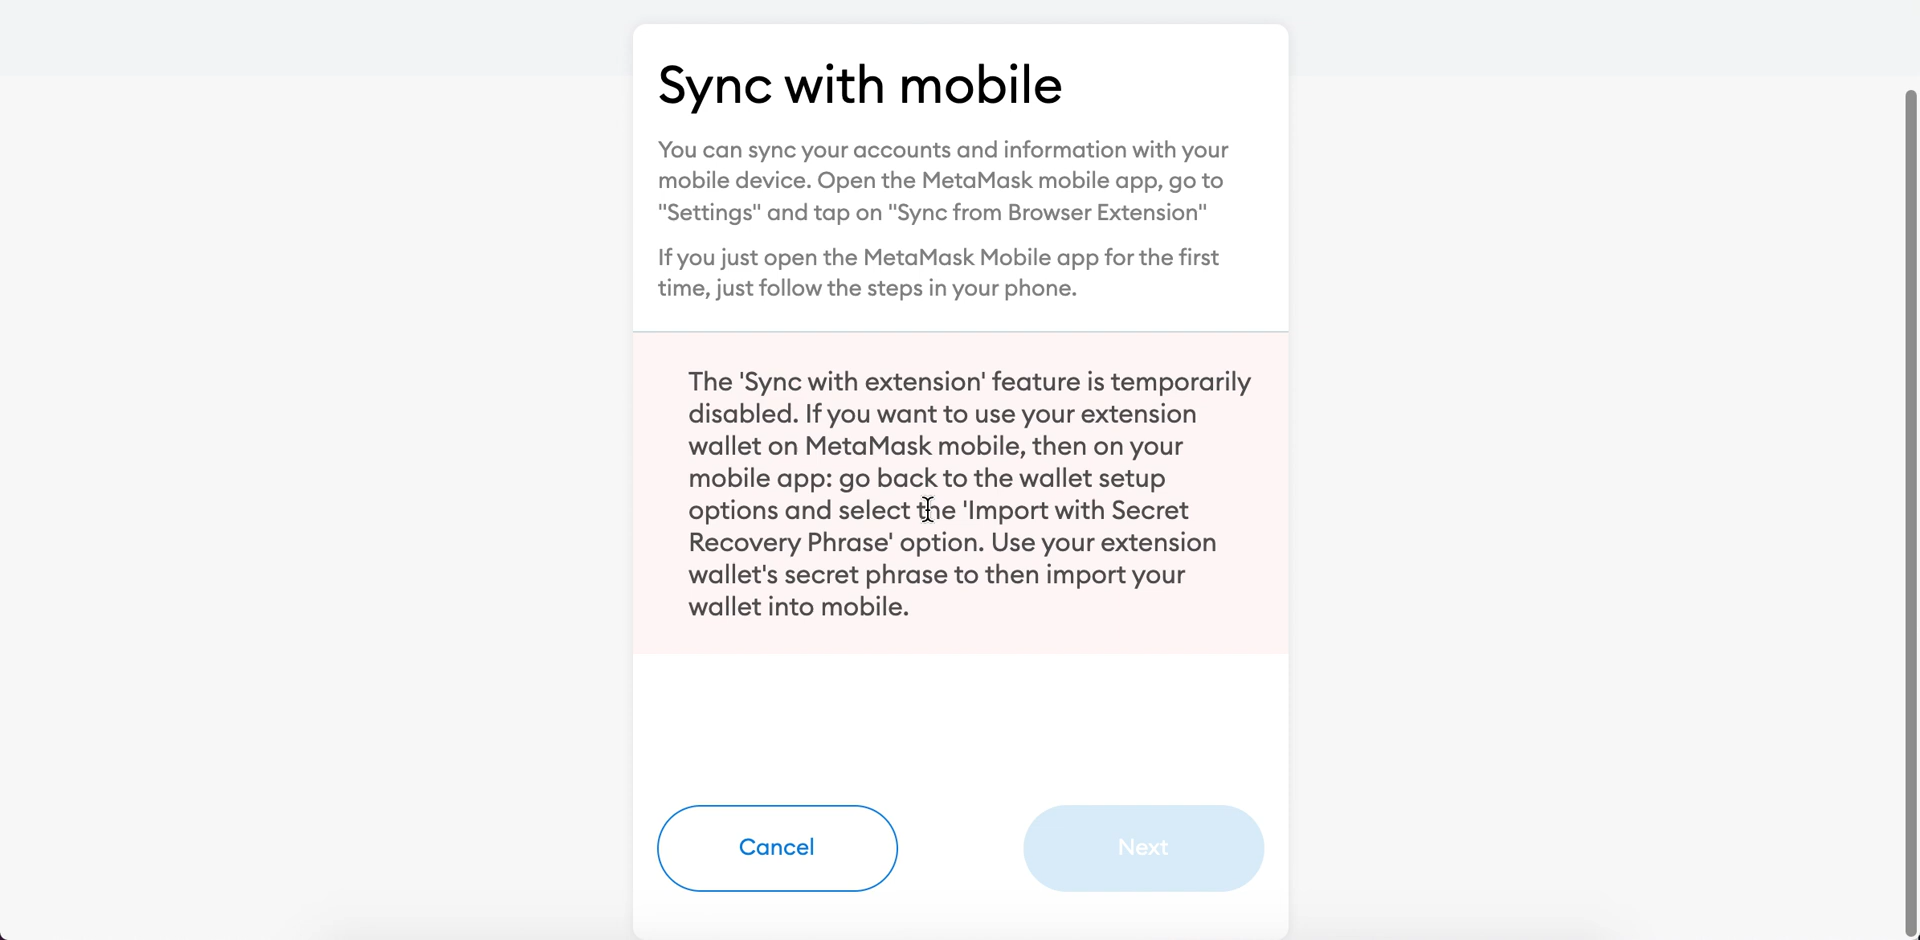 Sync with mobile
You can sync your accounts and information with your
mobile device. Open the MetaMask mobile app, go to
"Settings" and tap on "Sync from Browser Extension"
If you just open the MetaMask Mobile app for the first
time, just follow the steps in your phone.
The 'Sync with extension' feature is temporarily
disabled. If you want to use your extension
wallet on MetaMask mobile, then on your
mobile app: go back to the wallet setup
options and select the 'Import with Secret
Recovery Phrase' option. Use your extension
wallet's secret phrase to then import your
wallet into mobile.
Cancel
Next